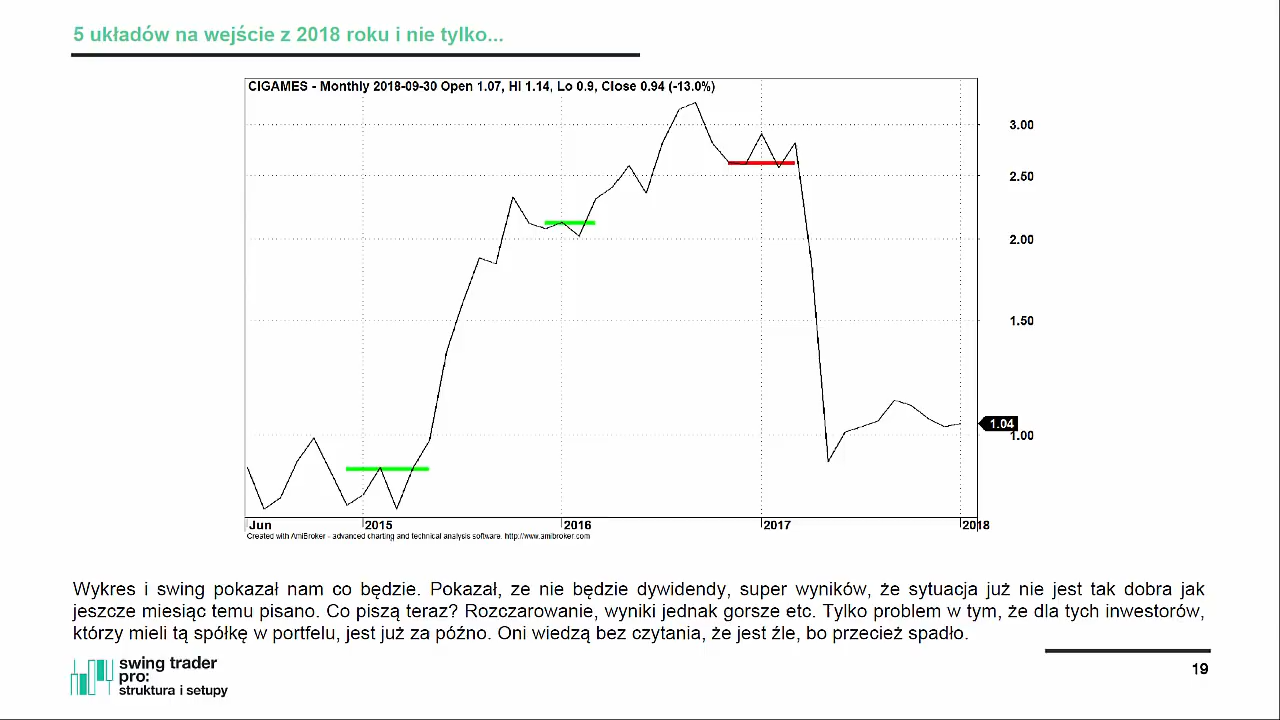 5 układów na wejście z 2018 roku i nie tylko...
CIGAMES - Monthly 2018-09-30 Open 1.07, Hi 1.14, Lo 0.9, Close 0.94 (-13.0%)
3.00
2.50
2.00
1.50
1.04
1.00
Jun 2015 2016 2017 2018
Created with AmiBroker - advanced charting and technical analysis software. http://www.amibroker.com
Wykres i swing pokazał nam co będzie. Pokazał, ze nie będzie dywidendy, super wyników, że sytuacja już nie jest tak dobra jak
jeszcze miesiąc temu pisano. Co piszą teraz? Rozczarowanie, wyniki jednak gorsze etc. Tylko problem w tym, że dla tych inwestorów,
którzy mieli tą spółkę w portfelu, jest już za późno. Oni wiedzą bez czytania, że jest źle, bo przecież spadło.
swing trader
pro:
struktura i setupy
19